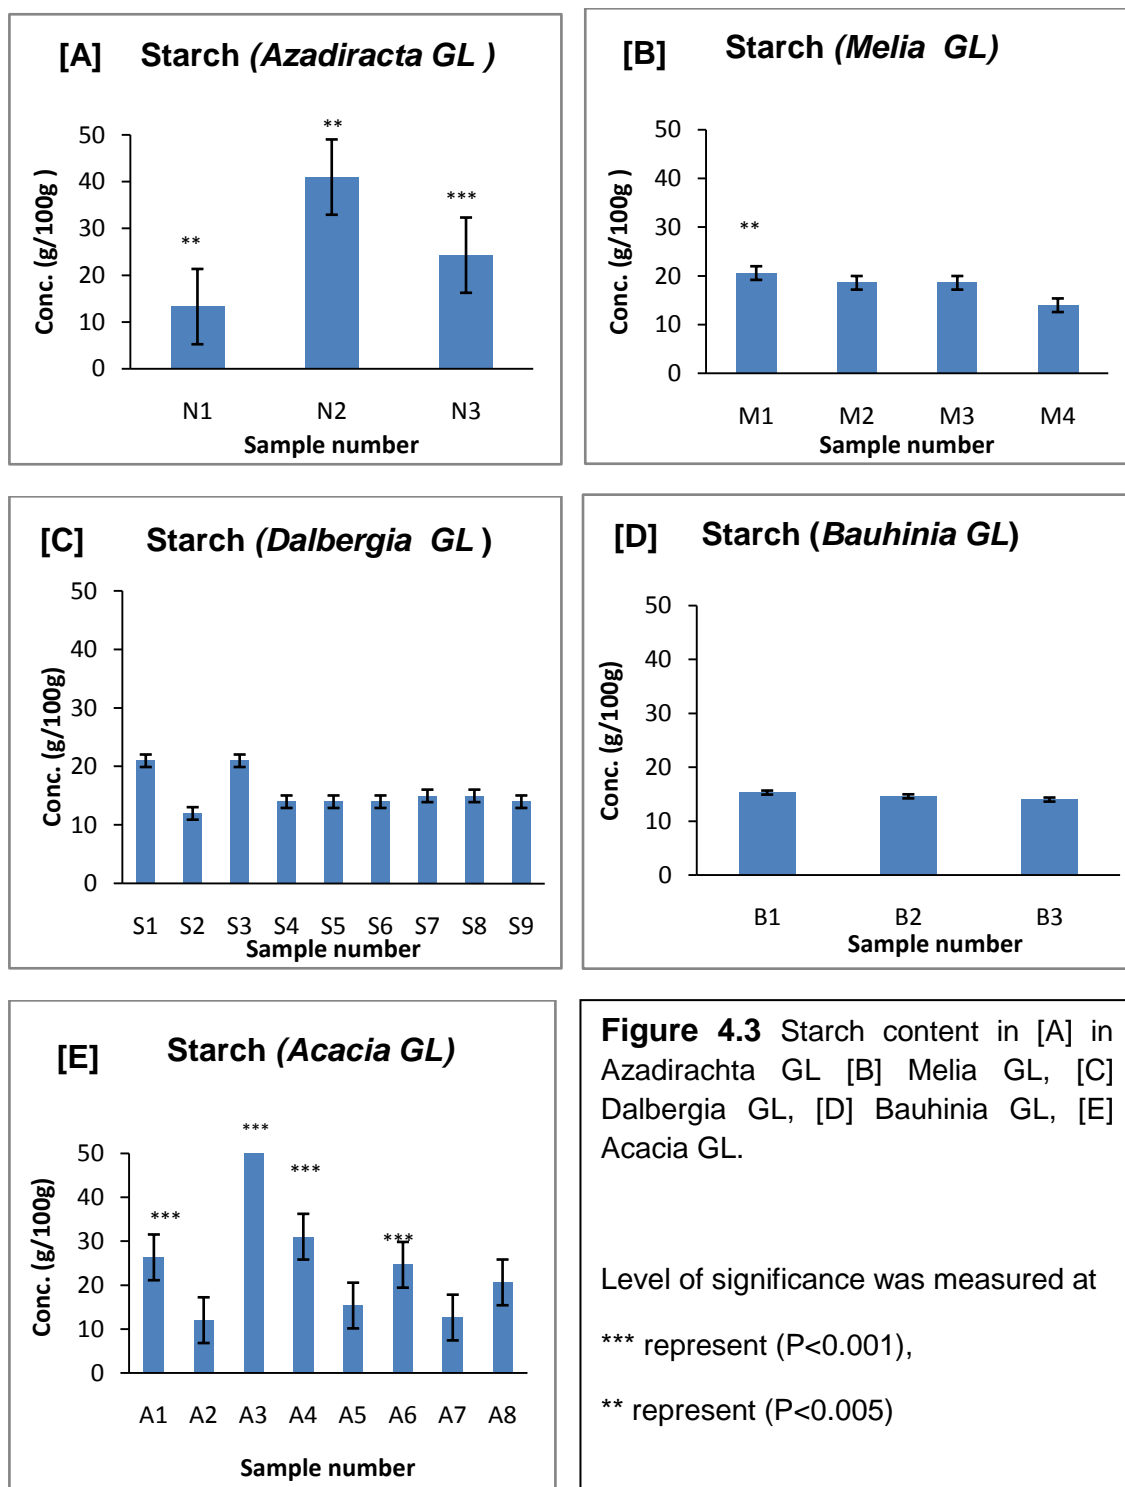 [A] Starch (Azadiracta GL )
Conc. (g/100g )
50
40
30
20
10
0
**
**
***
N1 N2 N3
Sample number
[B] Starch (Melia GL)
Conc. (g/100g )
50
40
30
20
10
0
**
M1 M2 M3 M4
Sample number
[C] Starch (Dalbergia GL )
Conc. (g/100g)
50
40
30
20
10
0
S1 S2 S3 S4 S5 S6 S7 S8 S9
Sample number
[D] Starch (Bauhinia GL)
Conc. (g/100g)
50
40
30
20
10
0
B1 B2 B3
Sample number
[E] Starch (Acacia GL)
Conc. (g/100g)
50
40
30
20
10
0
***
***
***
***
A1 A2 A3 A4 A5 A6 A7 A8
Sample number
Figure 4.3 Starch content in [A] in
Azadirachta GL [B] Melia GL, [C]
Dalbergia GL, [D] Bauhinia GL, [E]
Acacia GL.
Level of significance was measured at
*** represent (P<0.001),
** represent (P<0.005)